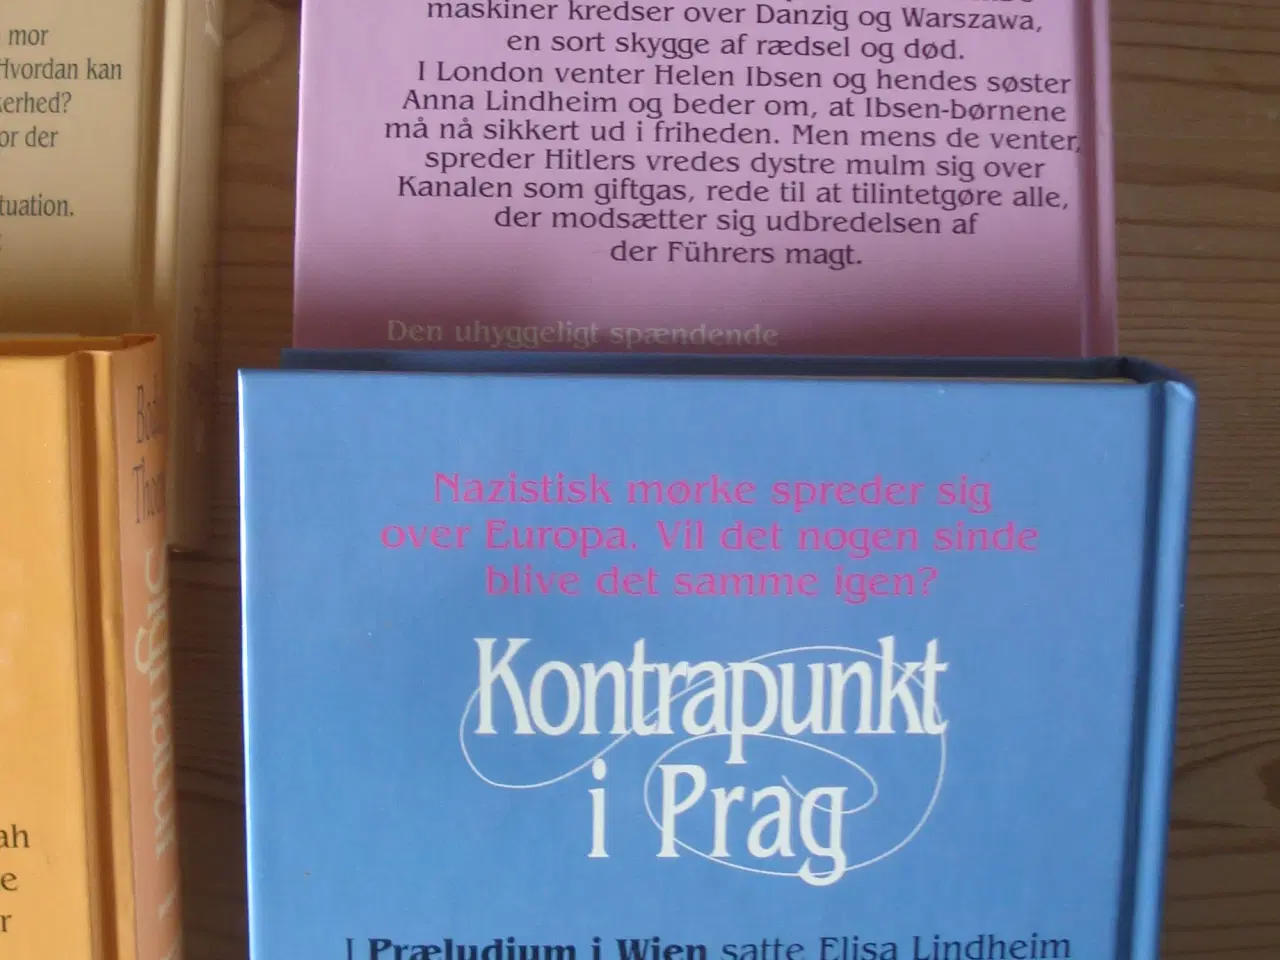 mor
Hvordan kan
or der
tuation.
maskiner kredser over Danzig og Warszawa,
en sort skygge af rædsel og død.
I London venter Helen Ibsen og hendes søster
Anna Lindheim og beder om, at Ibsen-børnene
må nå sikkert ud i friheden. Men mens de venter,
spreder Hitlers vredes dystre mulm sig over
Kanalen som giftgas, rede til at tilintetgøre alle,
der modsætter sig udbredelsen af
der Führers magt.
Den uhyggeligt spændende
Nazistisk mørke spreder sig
over Europa. Vil det nogen sinde
blive det samme igen?
Kontrapunkt
i Prag
I Præludium i Wien satte Elisa Lindheim